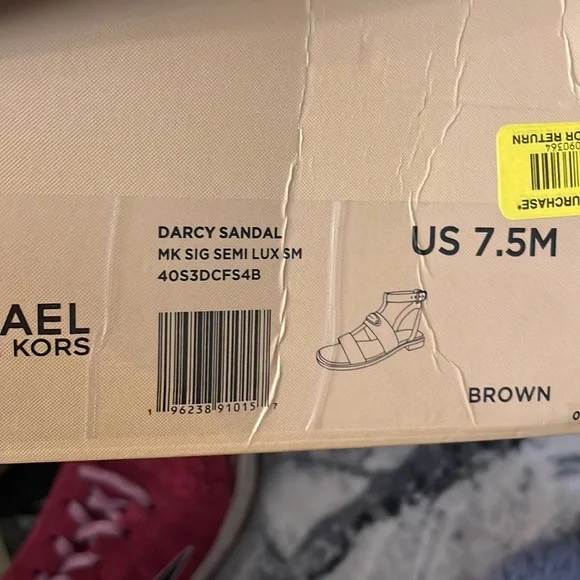 OR RETURN
090364
URCHASE*
DARCY SANDAL
MK SIG SEMI LUX SM
40S3DCFS4B
US 7.5M
AEL
KORS
1 96238 91015 7
BROWN